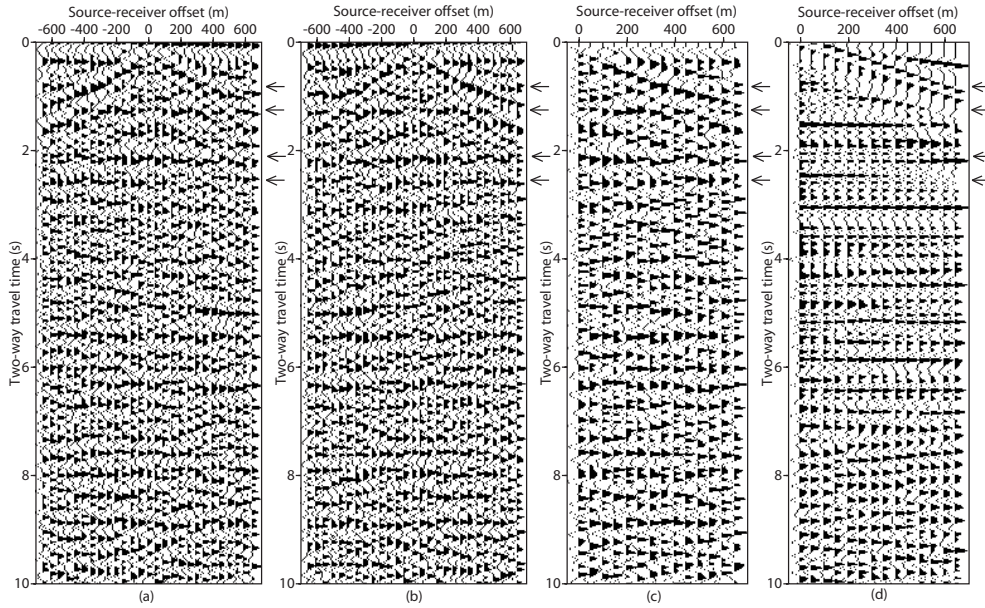 Source-receiver offset (m) Source-receiver offset (m) Source-receiver offset (m) Source-receiver offset (m)
-600 -400 -200 0 200 400 600 -600 -400 -200 0 200 400 600 0 200 400 600 0 200 400 600
0 0 0 0
2 2 2 2
4 4 4 4
Two-way travel time (s) Two-way travel time (s) Two-way travel time (s) Two-way travel time (s)
6 6 6 6
8 8 8 8
10 10 10 10
(a) (b) (c) (d)